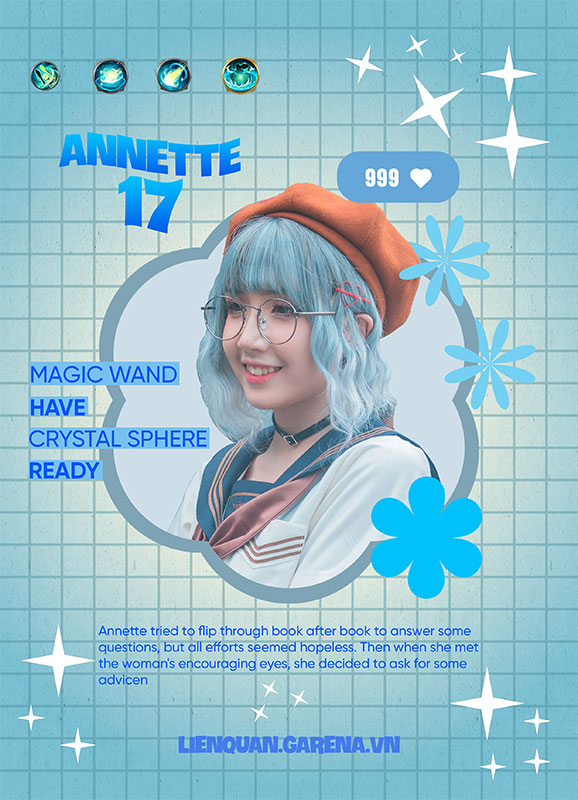 ANNETTE
17
999
MAGIC WAND
HAVE
CRYSTAL SPHERE
READY
Annette tried to flip through book after book to answer some
questions, but all efforts seemed hopeless. Then when she met
the woman's encouraging eyes, she decided to ask for some
advicen
LIENQUAN.GARENA.VN